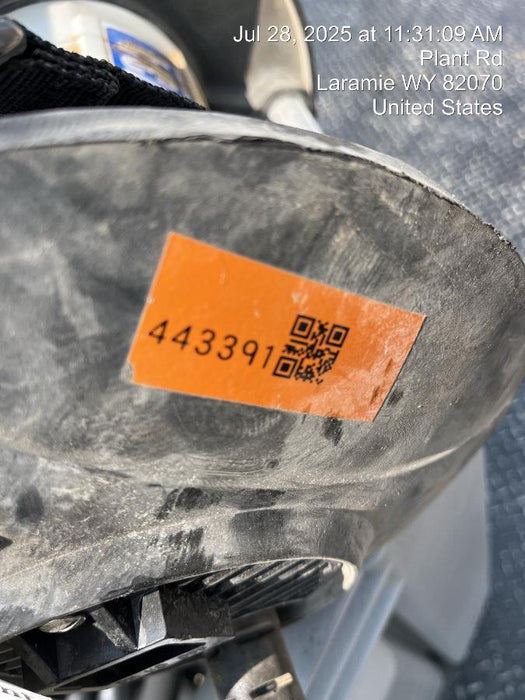 Jul 28, 2025 at 11:31:09 AM
Plant Rd
Laramie WY 82070
United States
443391